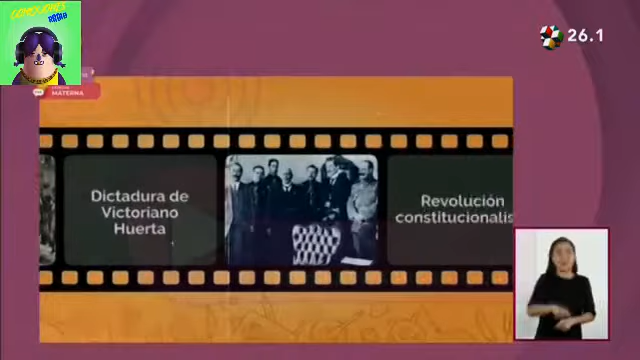 26.1
MATERNA
Dictadura de
Victoriano
Huerta
Revolución
constitucionalis